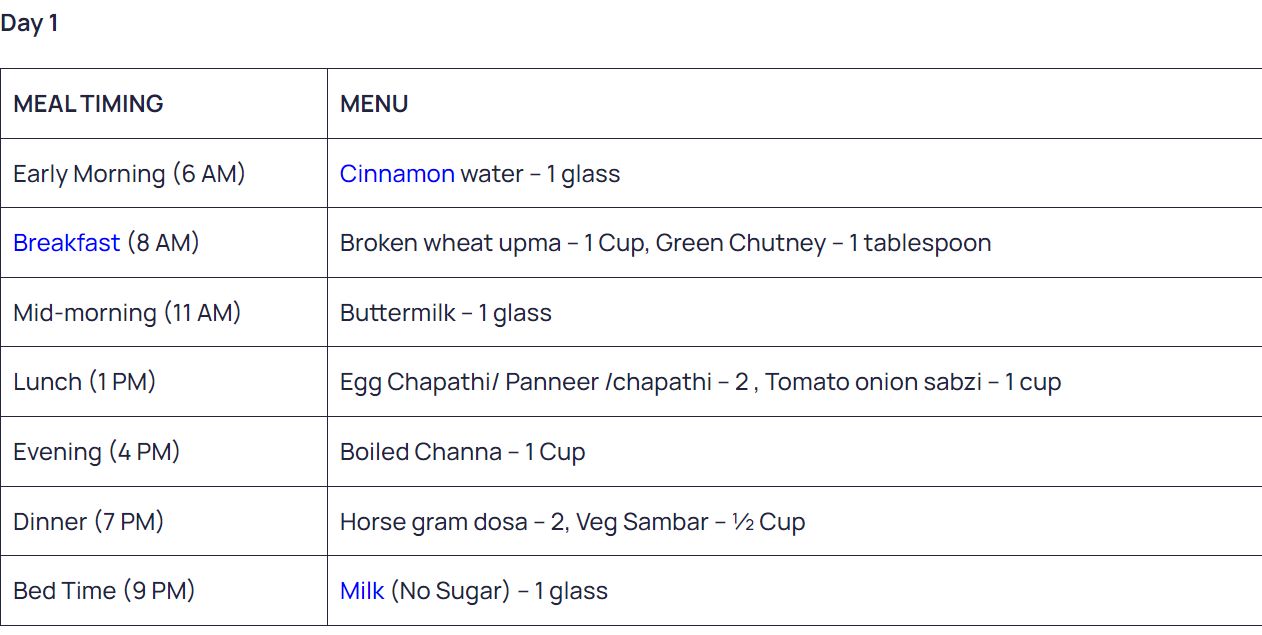 Day 1
MEAL TIMING MENU
Early Morning (6 AM) Cinnamon water – 1 glass
Breakfast (8 AM) Broken wheat upma – 1 Cup, Green Chutney – 1 tablespoon
Mid-morning (11 AM) Buttermilk – 1 glass
Lunch (1 PM) Egg Chapathi/ Panneer /chapathi – 2 , Tomato onion sabzi – 1 cup
Evening (4 PM) Boiled Channa – 1 Cup
Dinner (7 PM) Horse gram dosa – 2, Veg Sambar – ½ Cup
Bed Time (9 PM) Milk (No Sugar) – 1 glass